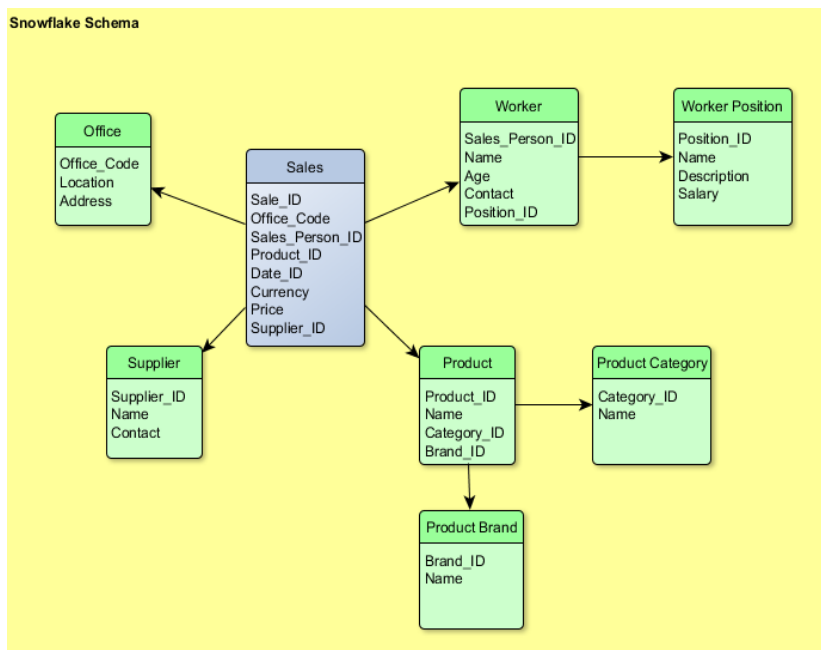 Snowflake Schema
Office
Office_Code
Location
Address
Sales
Sale_ID
Office_Code
Sales_Person_ID
Product_ID
Date_ID
Currency
Price
Supplier_ID
Worker
Sales_Person_ID
Name
Age
Contact
Position_ID
Worker Position
Position_ID
Name
Description
Salary
Supplier
Supplier_ID
Name
Contact
Product
Product_ID
Name
Category_ID
Brand_ID
Product Category
Category_ID
Name
Product Brand
Brand_ID
Name